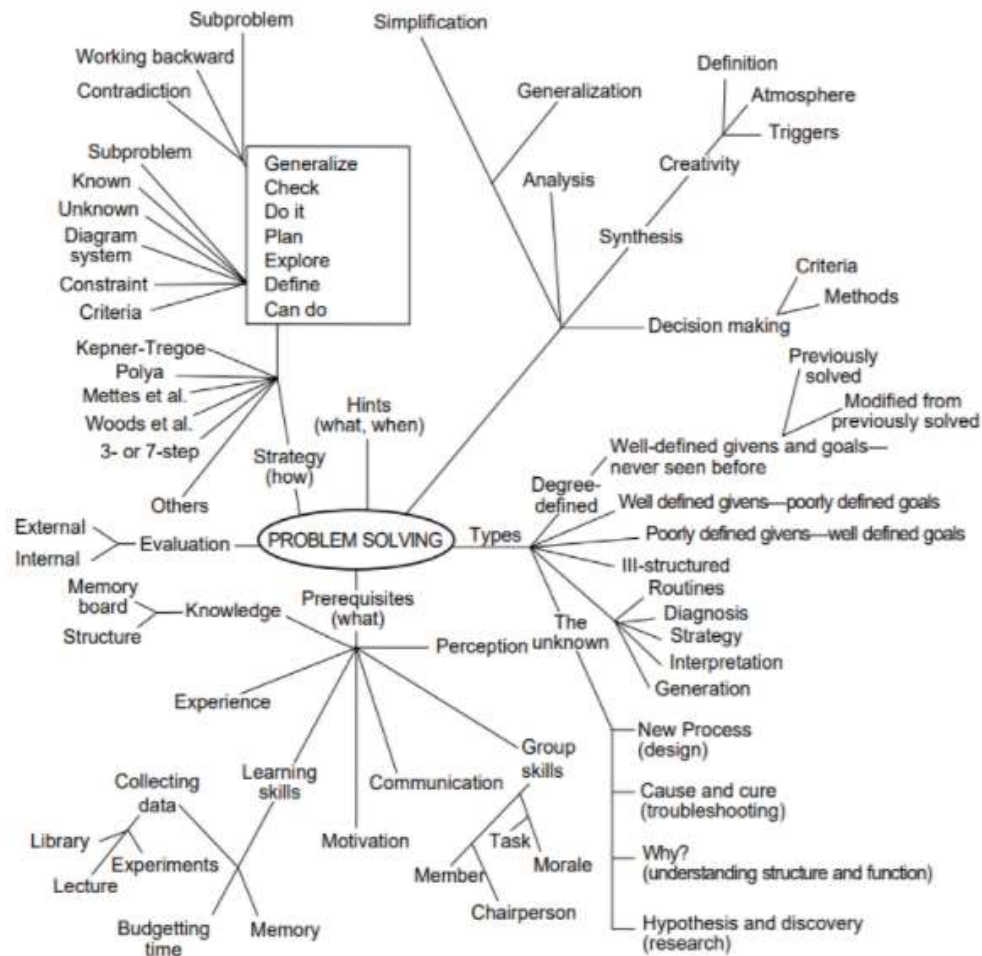 Subproblem
Simplification
Working backward
Definition
Contradiction
Generalization
Atmosphere
Triggers
Subproblem
Generalize
Creativity
Known
Check
Analysis
Unknown
Do it
Diagram
system
Plan
Synthesis
Explore
Constraint
Define
Criteria
Criteria
Can do
Methods
Decision making
Kepner-Tregoe
Previously
solved
Polya
Mettes et al.
Hints
(what, when)
Modified from
previously solved
Woods et al.
3- or 7-step
Strategy
(how)
Well-defined givens and goals—
never seen before
Others
Degree-
defined
Well defined givens—poorly defined goals
External
Evaluation
PROBLEM SOLVING
Types
Poorly defined givens—well defined goals
Internal
III-structured
Memory
board
Knowledge
Prerequisites
(what)
Routines
Structure
The
unknown
Diagnosis
Perception
Strategy
Interpretation
Experience
Generation
New Process
(design)
Group
skills
Collecting
data
Learning
skills
Communication
Cause and cure
(troubleshooting)
Library
Experiments
Motivation
Task
Morale
Lecture
Member
Why?
(understanding structure and function)
Chairperson
Budgetting
time
Memory
Hypothesis and discovery
(research)